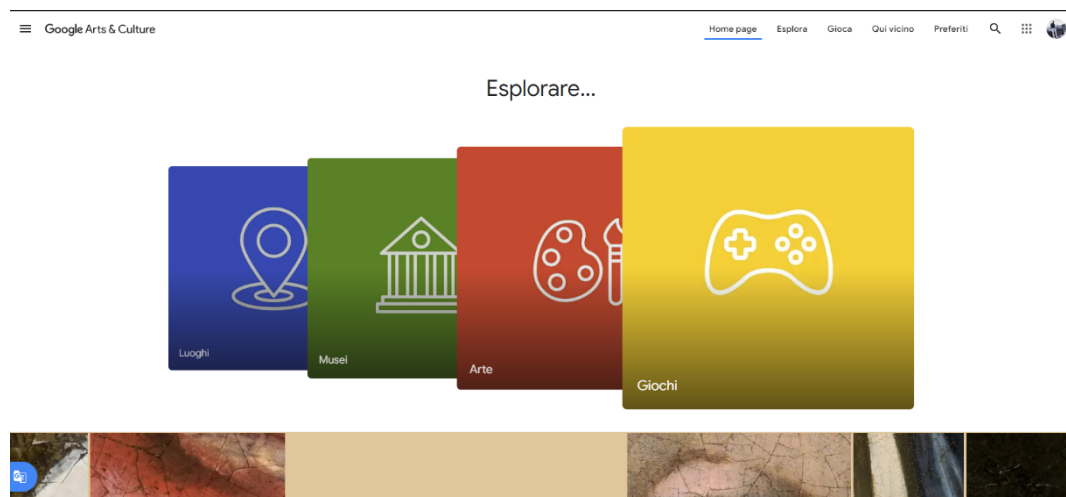 Google Arts & Culture
Home page Esplora Gioca Qui vicino Preferiti
Esplorare...
Luoghi
Musei
Arte
Giochi